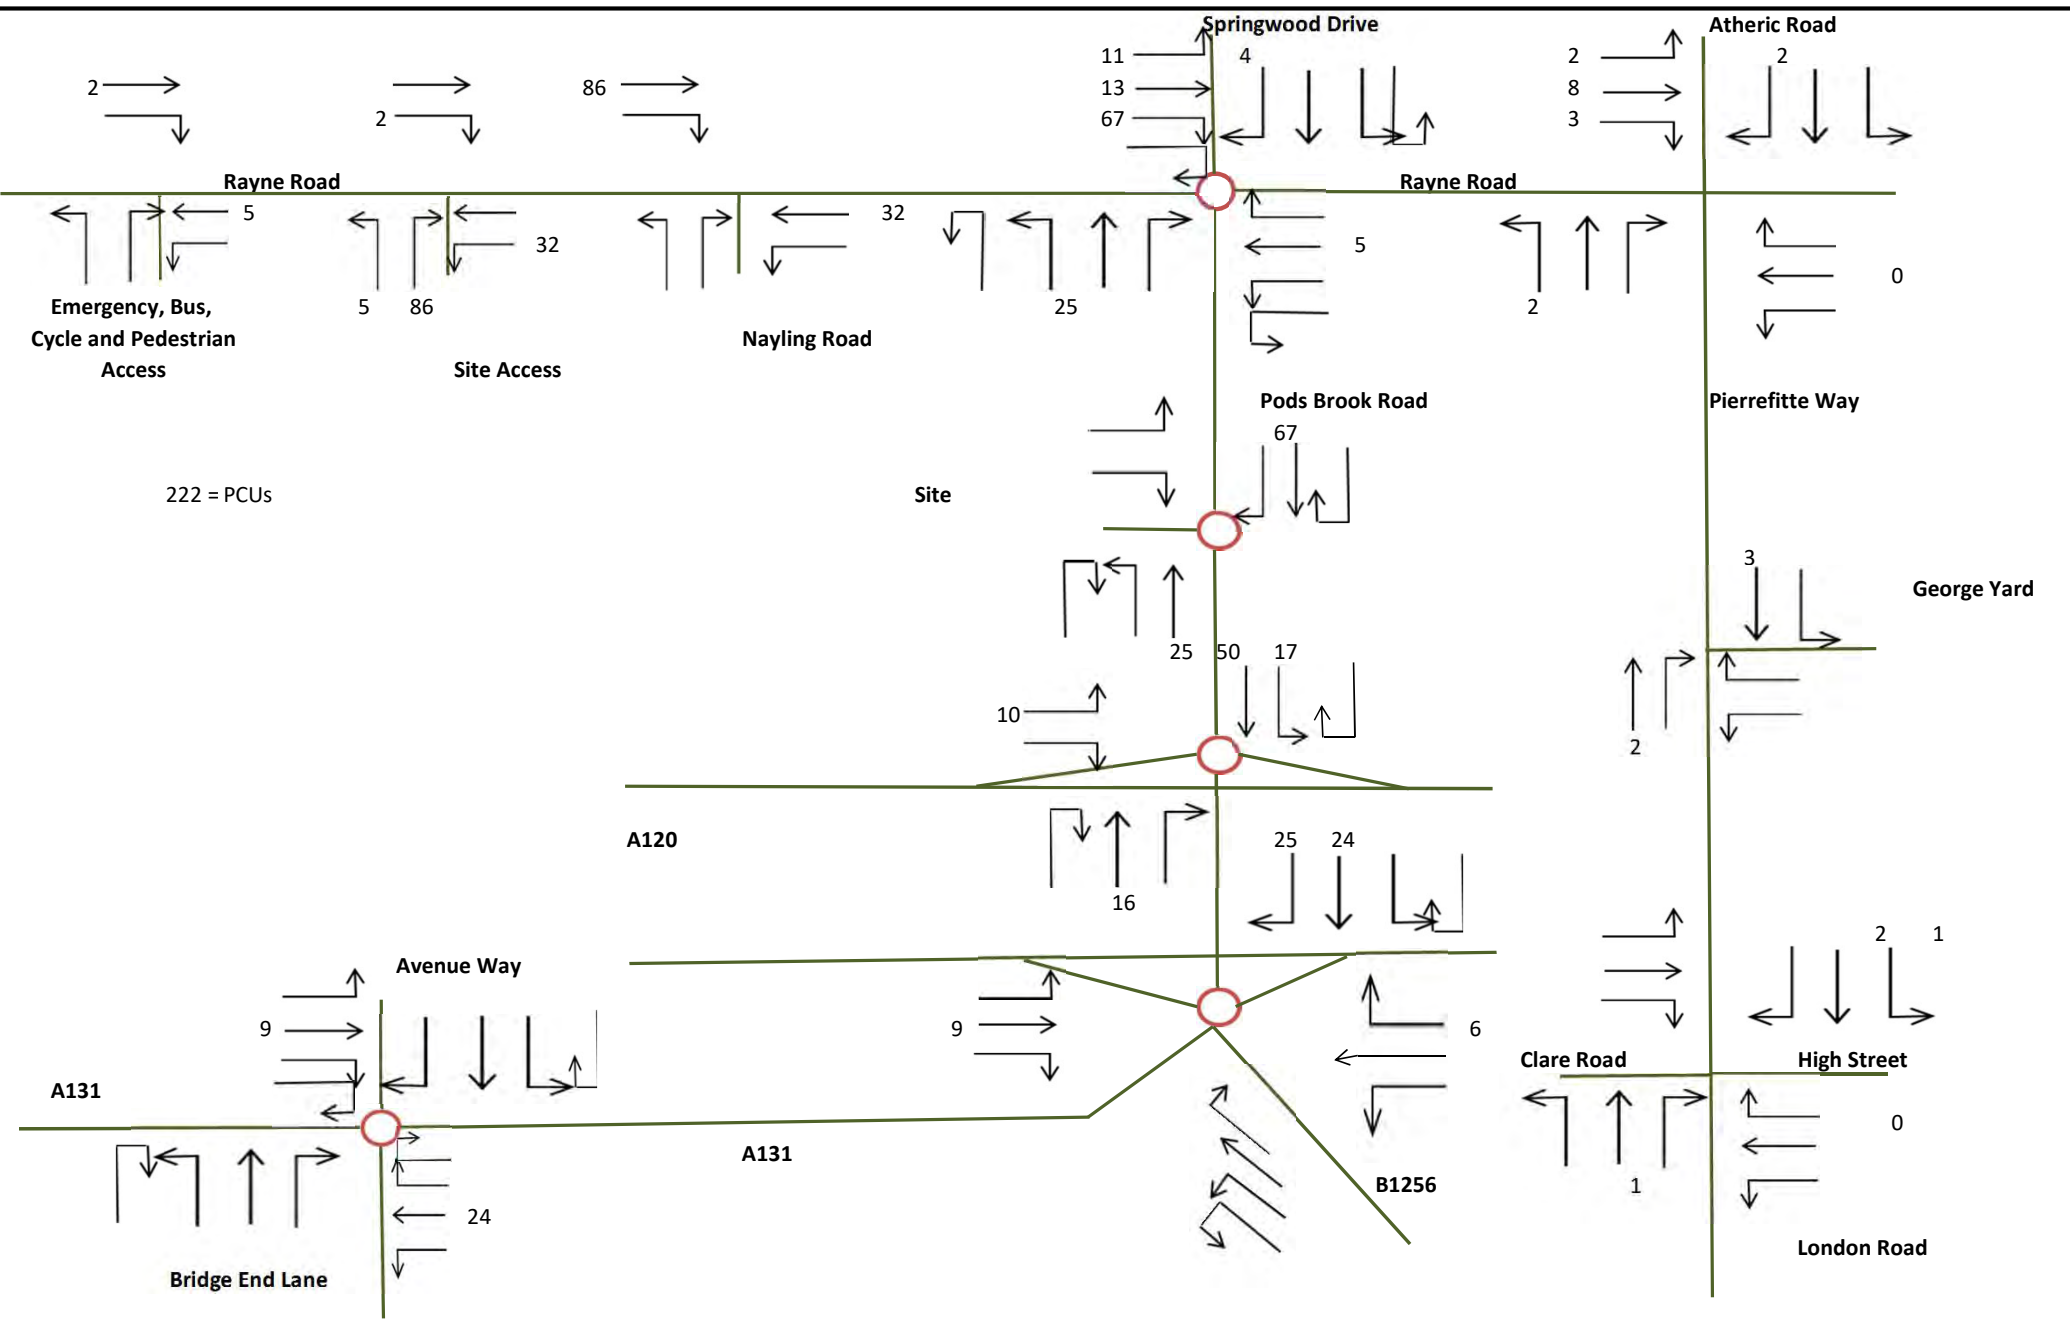 Springwood Drive
Atheric Road
11
4
2
2
2
86
13
8
2
67
3
Rayne Road
Rayne Road
5
32
32
5
0
5
86
25
2
Emergency, Bus,
Cycle and Pedestrian
Access
Site Access
Nayling Road
Pods Brook Road
Pierrefitte Way
67
222 = PCUs
Site
3
George Yard
25
50
17
10
2
A120
25
24
16
2
1
Avenue Way
9
9
6
Clare Road
High Street
A131
0
A131
B1256
1
24
London Road
Bridge End Lane